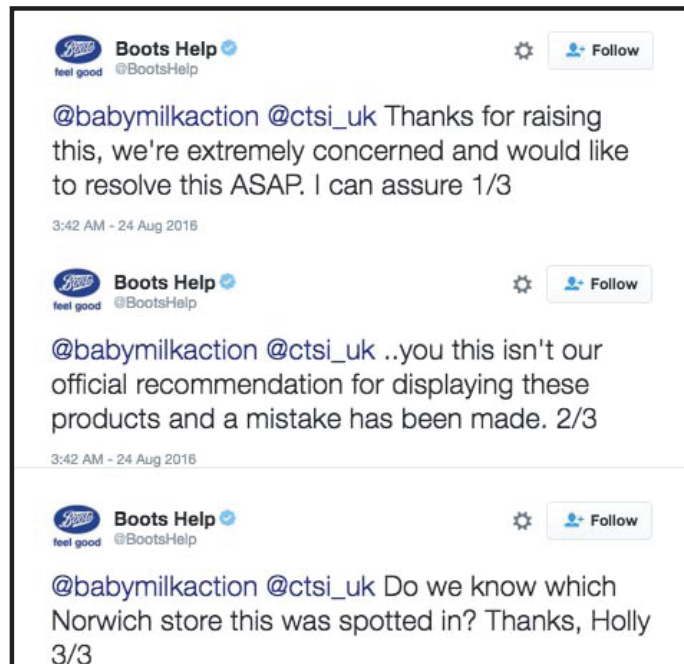 Boots
feel good
Boots Help
@BootsHelp
Follow
@babymilkaction @ctsi_uk Thanks for raising
this, we're extremely concerned and would like
to resolve this ASAP. I can assure 1/3
3:42 AM - 24 Aug 2016
Boots
feel good
Boots Help
@BootsHelp
Follow
@babymilkaction @ctsi_uk ..you this isn't our
official recommendation for displaying these
products and a mistake has been made. 2/3
3:42 AM - 24 Aug 2016
Boots
feel good
Boots Help
@BootsHelp
Follow
@babymilkaction @ctsi_uk Do we know which
Norwich store this was spotted in? Thanks, Holly
3/3